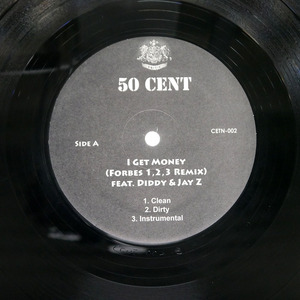 50 CENT
SIDE A
CETN-002
I GET MONEY
(FORBES 1,2,3 REMIX)
FEAT. DIDDY & JAY Z
1. Clean
2. Dirty
3. Instrumental